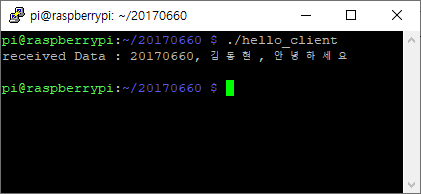 pi@raspberrypi: ~/20170660
pi@raspberrypi:~/20170660 $ ./hello_client
received Data : 20170660, 김동현, 안녕하세요
pi@raspberrypi:~/20170660 $